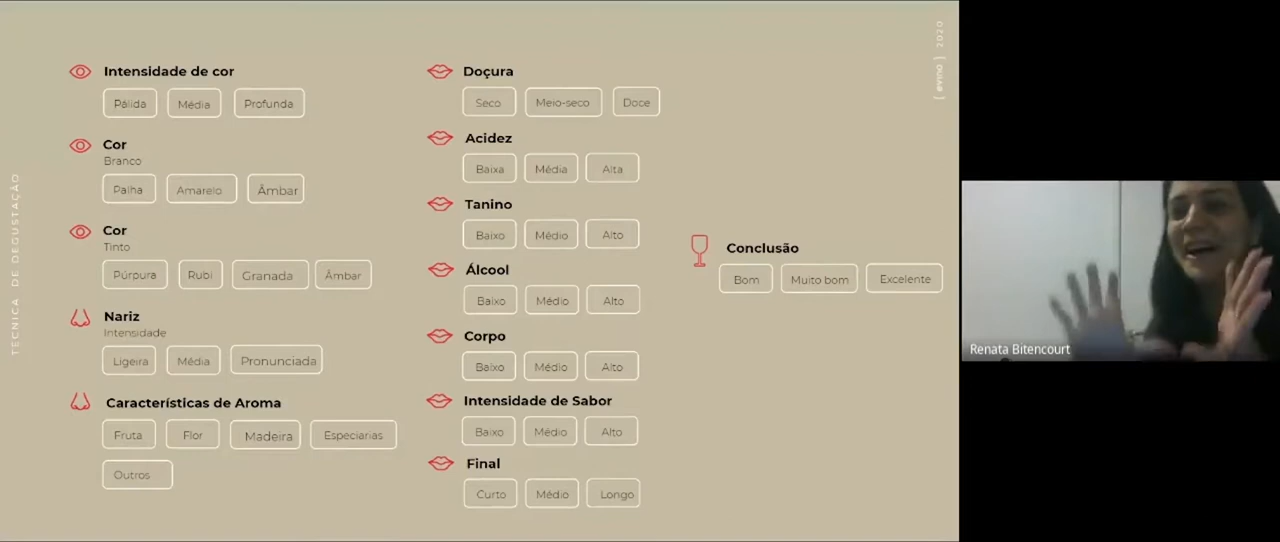 TECNICA DE DEGUSTAÇÃO
Intensidade de cor
Pálida Média Profunda
Cor
Branco
Palha Amarelo Âmbar
Cor
Tinto
Púrpura Rubi Granada Âmbar
Nariz
Intensidade
Ligeira Média Pronunciada
Características de Aroma
Fruta Flor Madeira Especiarias
Outros
Doçura
Seco Meio-seco Doce
Acidez
Baixa Média Alta
Tanino
Baixo Médio Alto
Álcool
Baixo Médio Alto
Corpo
Baixo Médio Alto
Intensidade de Sabor
Baixo Médio Alto
Final
Curto Médio Longo
Conclusão
Bom Muito bom Excelente
[ evino ] 2020
Renata Bitencourt